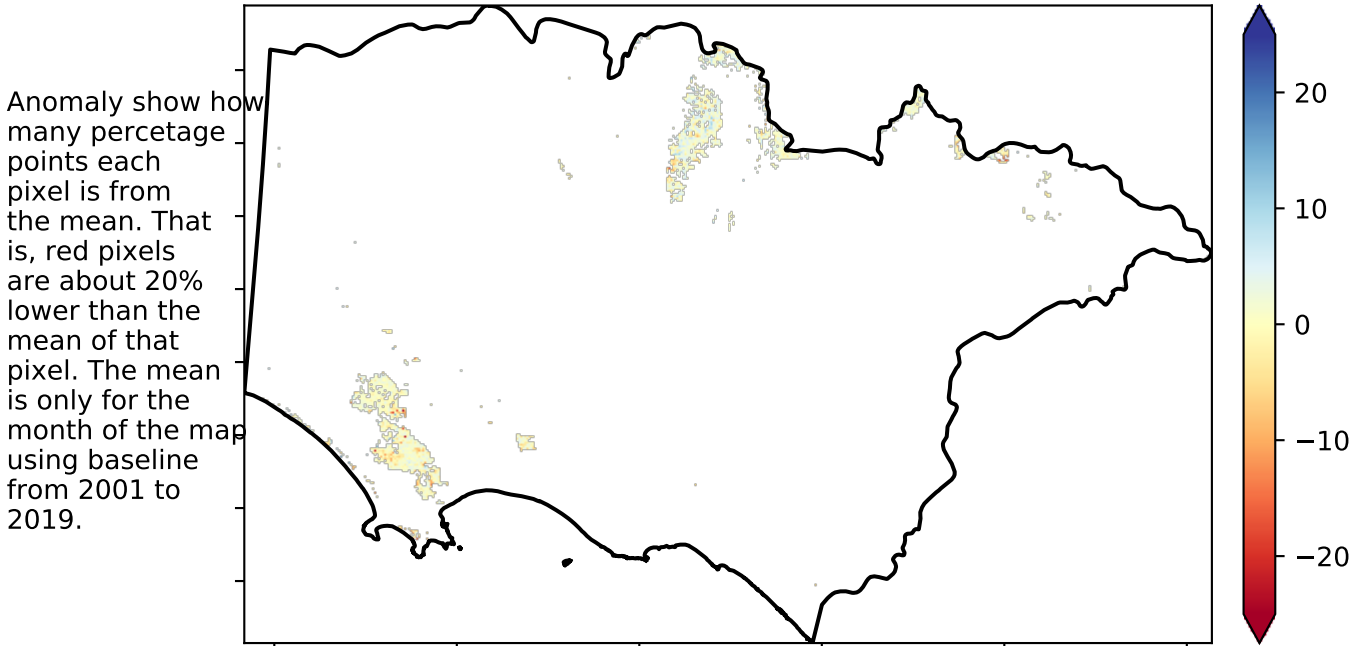 Anomaly show how
many percetage
points each
pixel is from
the mean. That
is, red pixels
are about 20%
lower than the
mean of that
pixel. The mean
is only for the
month of the map
using baseline
from 2001 to
2019.
20
10
0
−10
−20